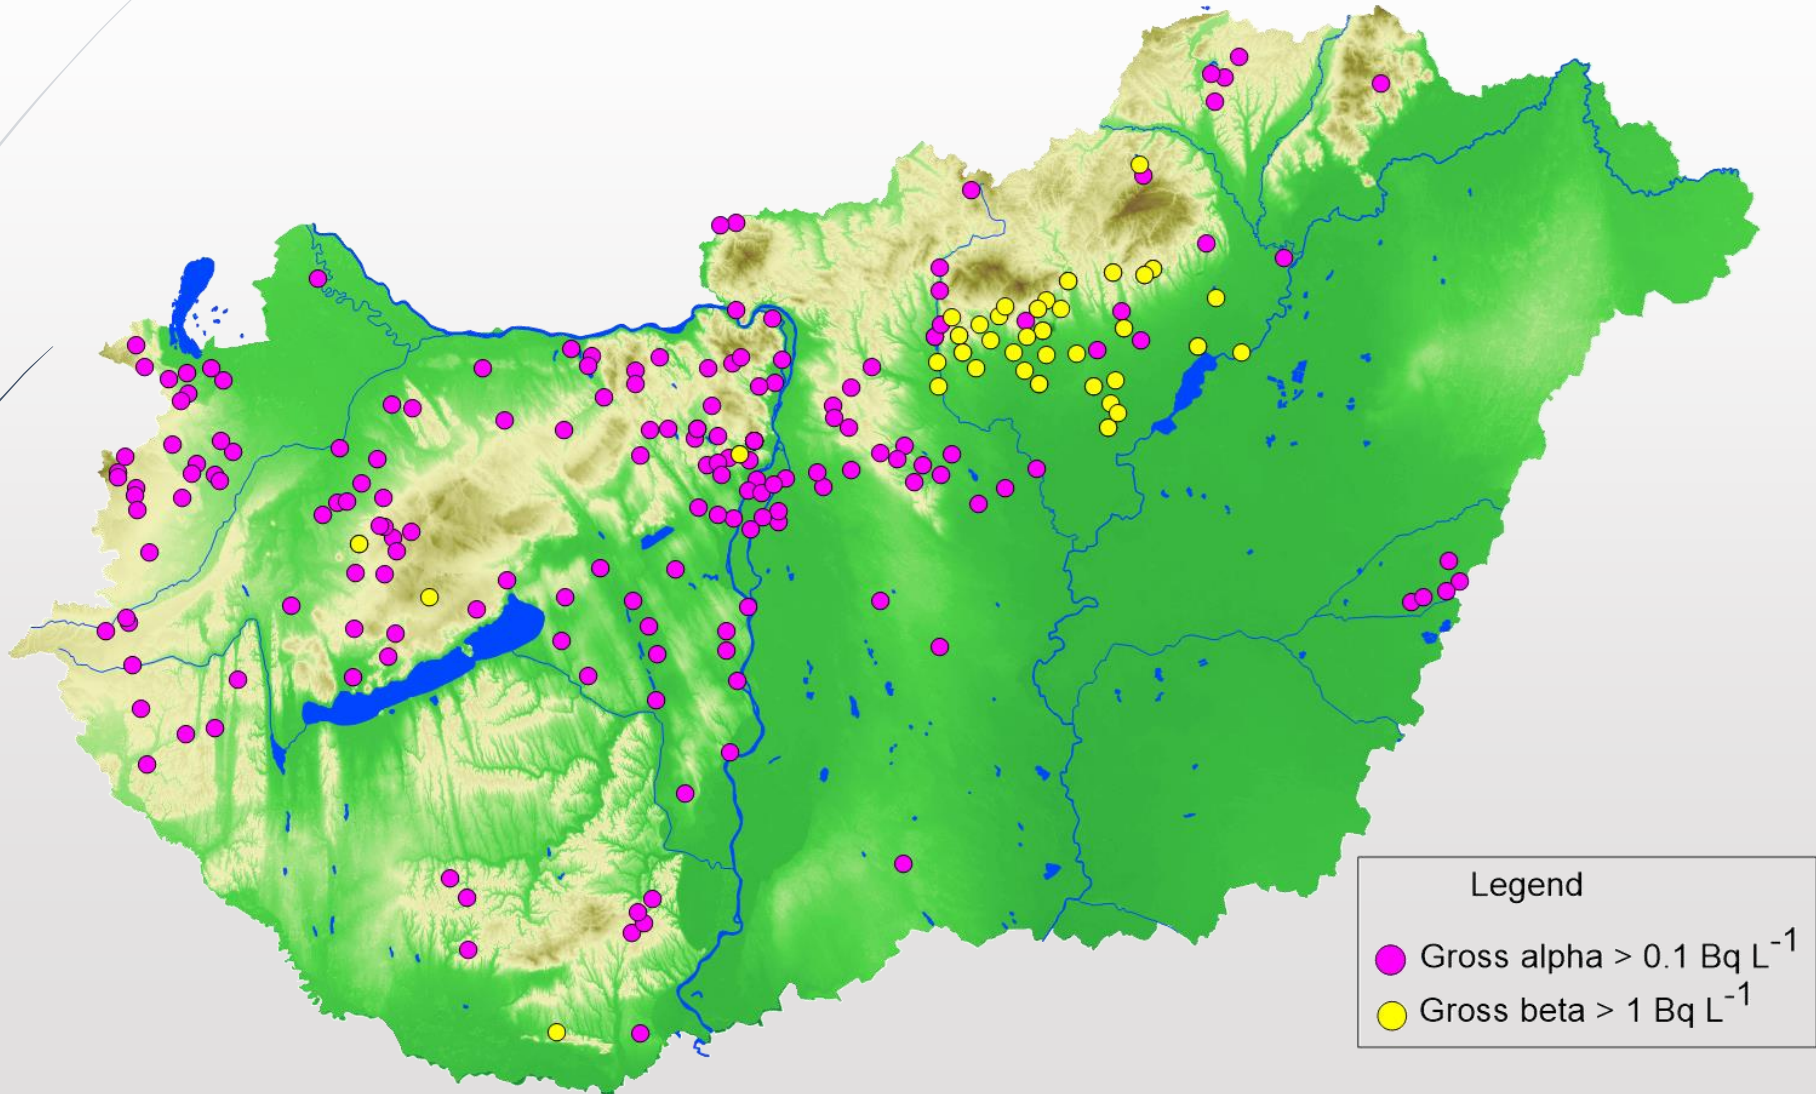 Legend
Gross alpha > 0.1 Bq L⁻¹
Gross beta > 1 Bq L⁻¹